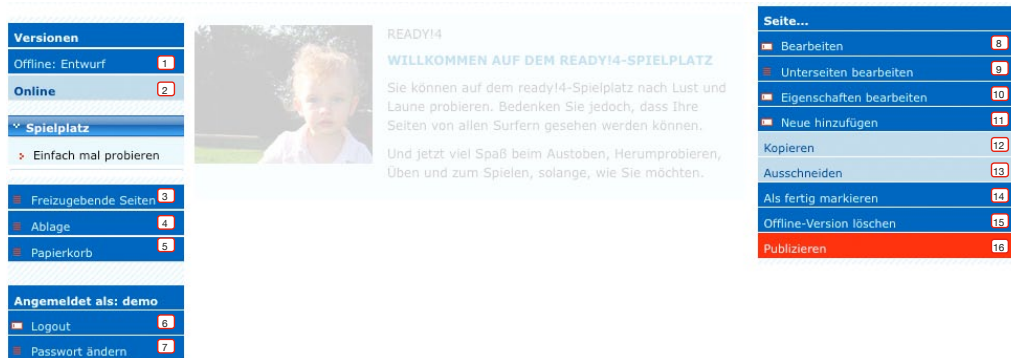 Versionen
Offline: Entwurf 1
Online 2
Spielplatz
Einfach mal probieren
Freizugebende Seiten 3
Ablage 4
Papierkorb 5
Angemeldet als: demo
Logout 6
Passwort ändern 7
READY!4
WILLKOMMEN AUF DEM READY!4-SPIELPLATZ
Sie können auf dem ready!4-Spielplatz nach Lust und
Laune probieren. Bedenken Sie jedoch, dass Ihre
Seiten von allen Surfern gesehen werden können.
Und jetzt viel Spaß beim Austoben, Herumprobieren,
Üben und zum Spielen, solange, wie Sie möchten.
Seite...
Bearbeiten 8
Unterseiten bearbeiten 9
Eigenschaften bearbeiten 10
Neue hinzufügen 11
Kopieren 12
Ausschneiden 13
Als fertig markieren 14
Offline-Version löschen 15
Publizieren 16